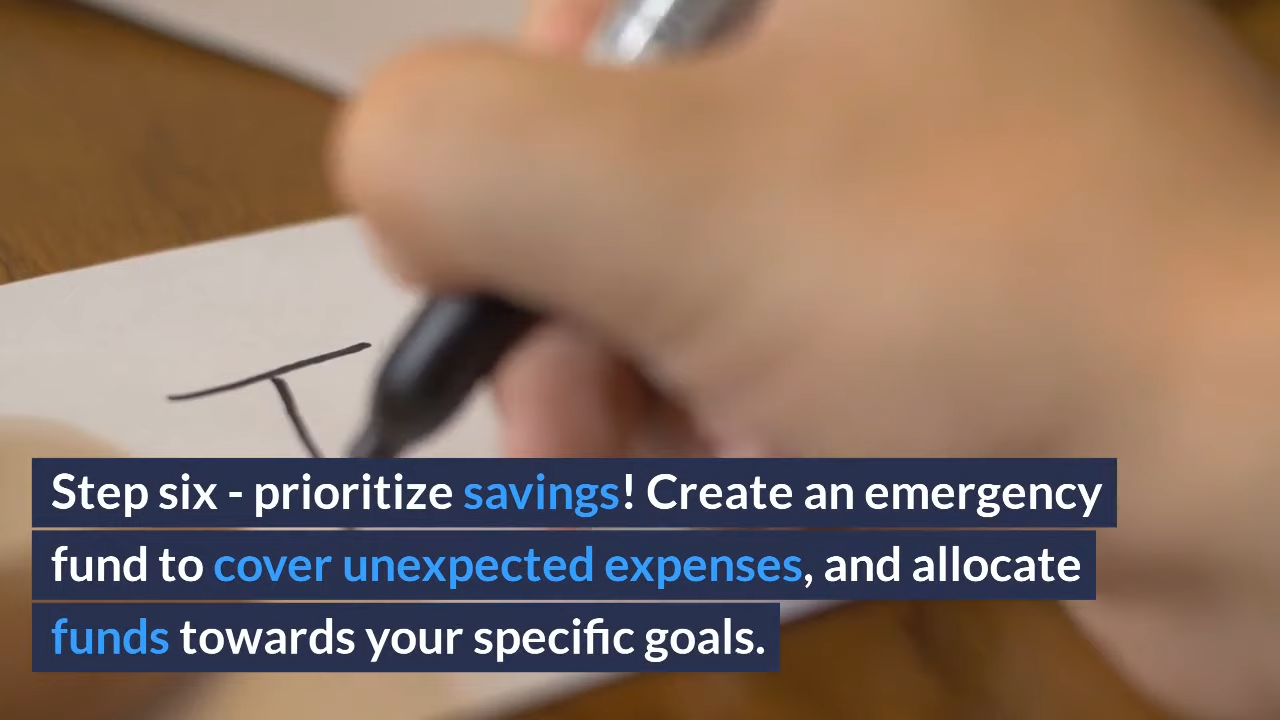 Step six - prioritize savings! Create an emergency
fund to cover unexpected expenses, and allocate
funds towards your specific goals.